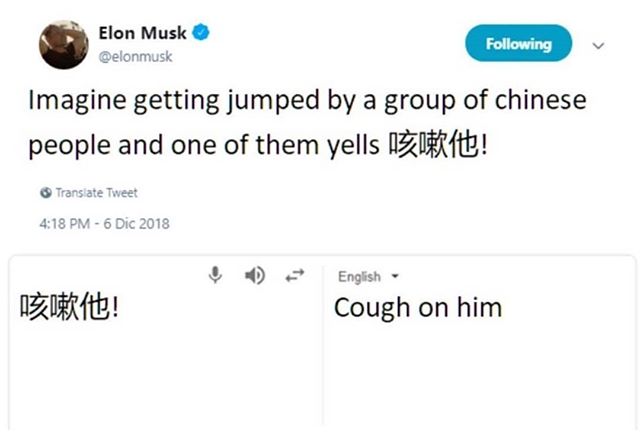 Elon Musk
@elonmusk
Following
Imagine getting jumped by a group of chinese
people and one of them yells 咳嗽他!
Translate Tweet
4:18 PM - 6 Dic 2018
English
咳嗽他!
Cough on him